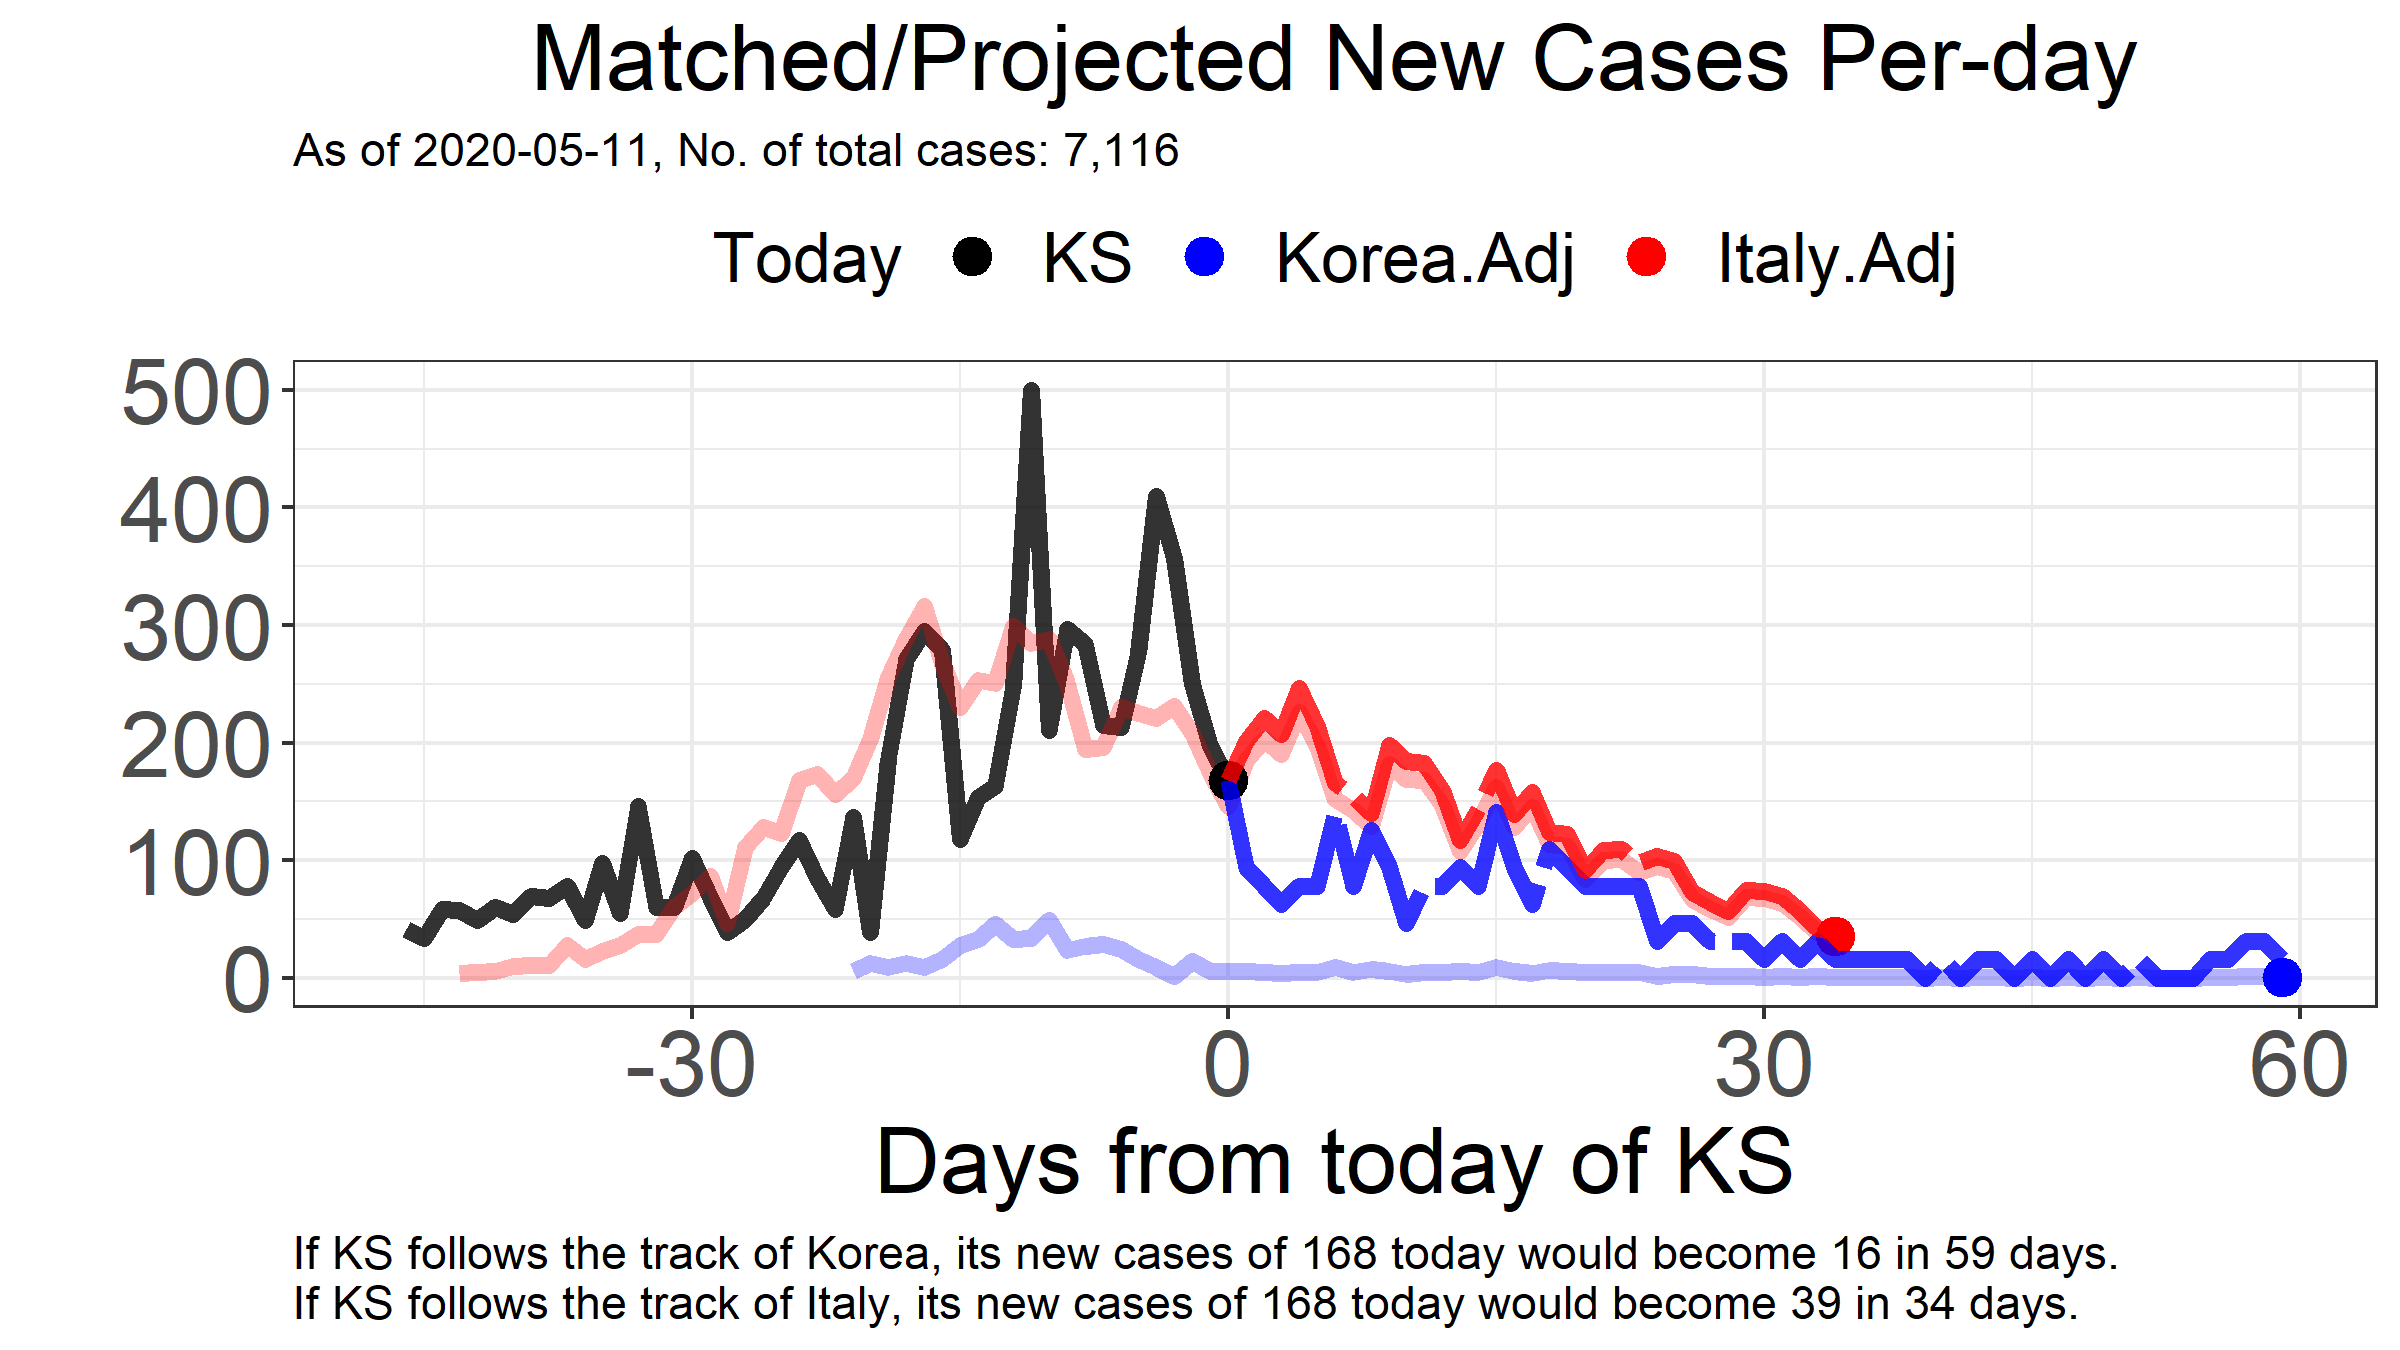 Matched/Projected New Cases Per-day
As of 2020-05-11, No. of total cases: 7,116
Today KS Korea.Adj Italy.Adj
500
400
300
200
100
0
-30 0 30 60
Days from today of KS
If KS follows the track of Korea, its new cases of 168 today would become 16 in 59 days.
If KS follows the track of Italy, its new cases of 168 today would become 39 in 34 days.